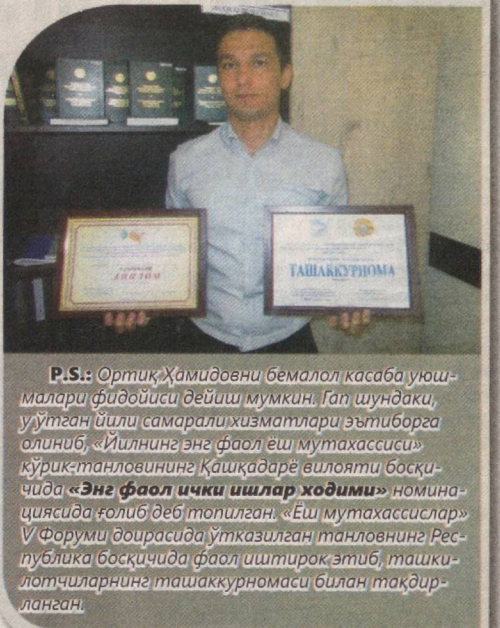 ДИПЛОМ
ТАШАККУРНОМА
P.S.: Ортиқ Ҳамидовни бемалол касаба уюш-
малари фидойиси дейиш мумкин. Гап шундаки,
у ўтган йили самарали хизматлари эътиборга
олиниб, «Йилнинг энг фаол ёш мутахассиси»
кўрик-танловининг Қашқадарё вилояти босқи-
чида «Энг фаол ички ишлар ходими» номина-
циясида ғолиб деб топилган. «Ёш мутахассислар»
V Форуми доирасида ўтказилган танловнинг Рес-
публика босқичида фаол иштирок этиб, ташки-
лотчиларнинг ташаккурномаси билан тақдир-
ланган.